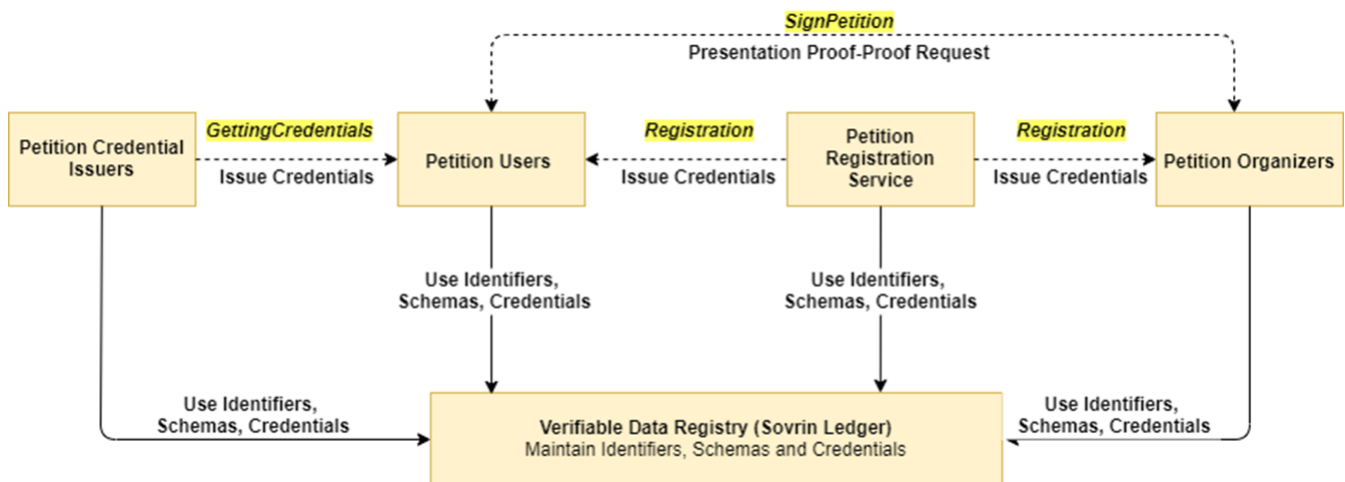 SignPetition
Presentation Proof-Proof Request
Petition Credential
Issuers
GettingCredentials
Issue Credentials
Petition Users
Registration
Issue Credentials
Petition
Registration
Service
Registration
Issue Credentials
Petition Organizers
Use Identifiers,
Schemas, Credentials
Use Identifiers,
Schemas, Credentials
Use Identifiers,
Schemas, Credentials
Use Identifiers,
Schemas, Credentials
Verifiable Data Registry (Sovrin Ledger)
Maintain Identifiers, Schemas and Credentials